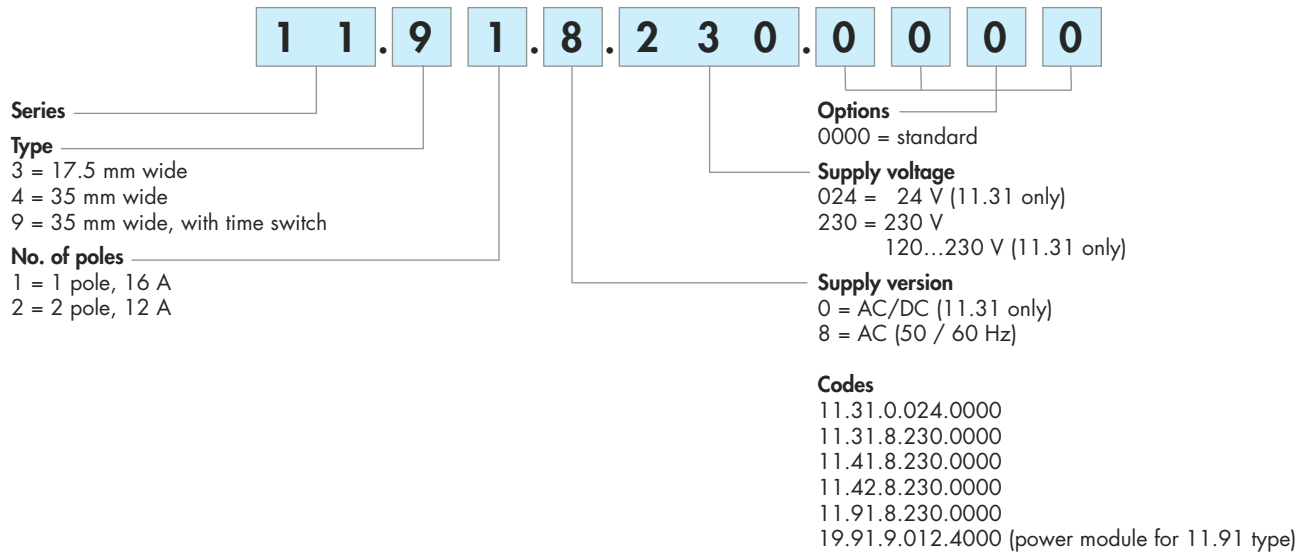 1 1 . 9 1 . 8 . 2 3 0 . 0 0 0 0
Series
Type
3 = 17.5 mm wide
4 = 35 mm wide
9 = 35 mm wide, with time switch
No. of poles
1 = 1 pole, 16 A
2 = 2 pole, 12 A
Options
0000 = standard
Supply voltage
024 = 24 V (11.31 only)
230 = 230 V
120...230 V (11.31 only)
Supply version
0 = AC/DC (11.31 only)
8 = AC (50 / 60 Hz)
Codes
11.31.0.024.0000
11.31.8.230.0000
11.41.8.230.0000
11.42.8.230.0000
11.91.8.230.0000
19.91.9.012.4000 (power module for 11.91 type)